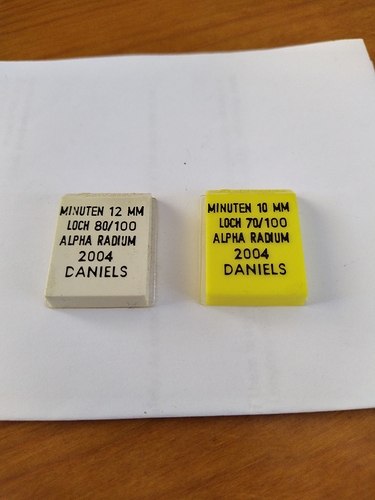 MINUTEN 12 MM
LOCH 80/100
ALPHA RADIUM
2004
DANIELS
MINUTEN 10 MM
LOCH 70/100
ALPHA RADIUM
2004
DANIELS